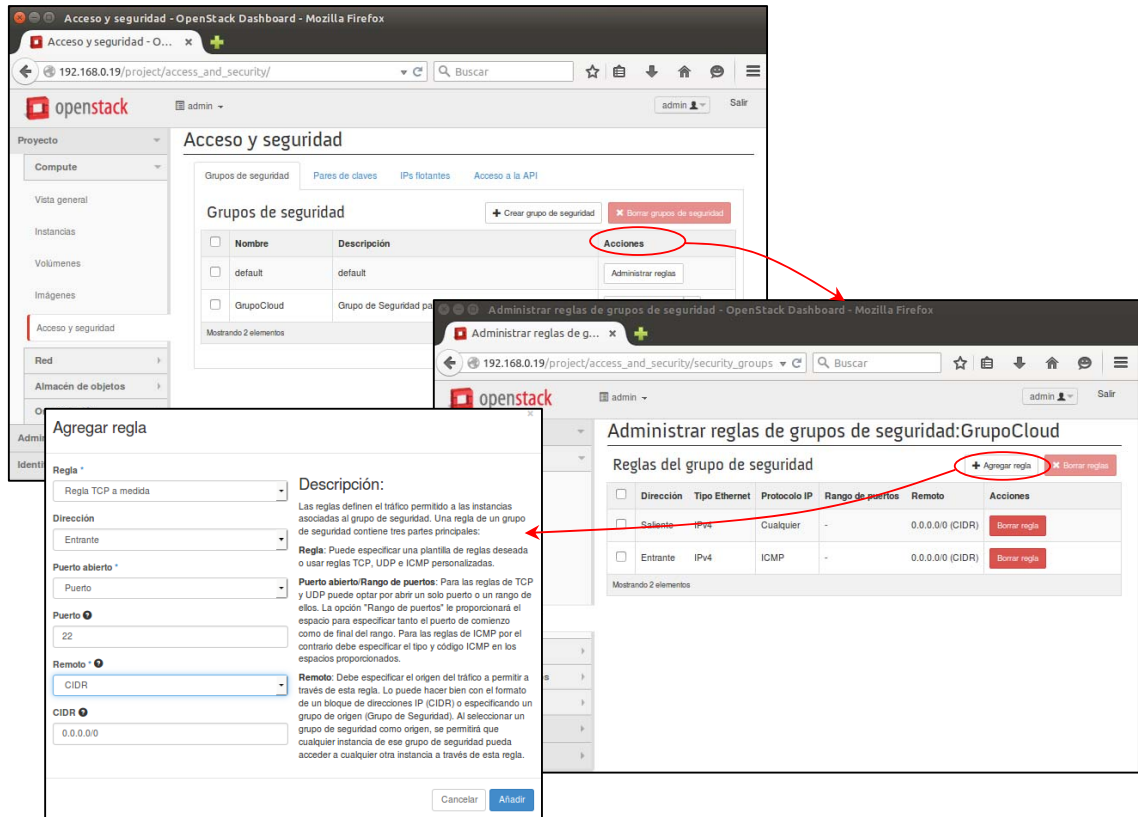 Acceso y seguridad - OpenStack Dashboard - Mozilla Firefox
Acceso y seguridad - O...
192.168.0.19/project/access_and_security/
Buscar
openstack
admin
admin
Salir
Proyecto
Compute
Vista general
Instancias
Volúmenes
Imágenes
Acceso y seguridad
Red
Almacén de objetos
Acceso y seguridad
Grupos de seguridad
Pares de claves
IPs flotantes
Acceso a la API
Grupos de seguridad
Crear grupo de seguridad
Borrar grupos de seguridad
Nombre
Descripción
Acciones
default
default
Administrar reglas
GrupoCloud
Grupo de Seguridad pa
Mostrando 2 elementos
Administrar reglas de grupos de seguridad - OpenStack Dashboard - Mozilla Firefox
Administrar reglas de g...
192.168.0.19/project/access_and_security/security_groups
Buscar
openstack
admin
admin
Salir
Administrar reglas de grupos de seguridad:GrupoCloud
Reglas del grupo de seguridad
Agregar regla
Borrar reglas
Dirección
Tipo Ethernet
Protocolo IP
Rango de puertos
Remoto
Acciones
Saliente
IPv4
Cualquier
-
0.0.0.0/0 (CIDR)
Borrar regla
Entrante
IPv4
ICMP
-
0.0.0.0/0 (CIDR)
Borrar regla
Mostrando 2 elementos
Agregar regla
Regla *
Regla TCP a medida
Dirección
Entrante
Puerto abierto *
Puerto
Puerto
22
Remoto *
CIDR
CIDR
0.0.0.0/0
Descripción:
Las reglas definen el tráfico permitido a las instancias
asociadas al grupo de seguridad. Una regla de un grupo
de seguridad contiene tres partes principales:
Regla: Puede especificar una plantilla de reglas deseada
o usar reglas TCP, UDP e ICMP personalizadas.
Puerto abierto/Rango de puertos: Para las reglas de TCP
y UDP puede optar por abrir un solo puerto o un rango de
ellos. La opción "Rango de puertos" le proporcionará el
espacio para especificar tanto el puerto de comienzo
como de final del rango. Para las reglas de ICMP por el
contrario debe especificar el tipo y código ICMP en los
espacios proporcionados.
Remoto: Debe especificar el origen del tráfico a permitir a
través de esta regla. Lo puede hacer bien con el formato
de un bloque de direcciones IP (CIDR) o especificando un
grupo de origen (Grupo de Seguridad). Al seleccionar un
grupo de seguridad como origen, se permitirá que
cualquier instancia de ese grupo de seguridad pueda
acceder a cualquier otra instancia a través de esta regla.
Cancelar
Añadir